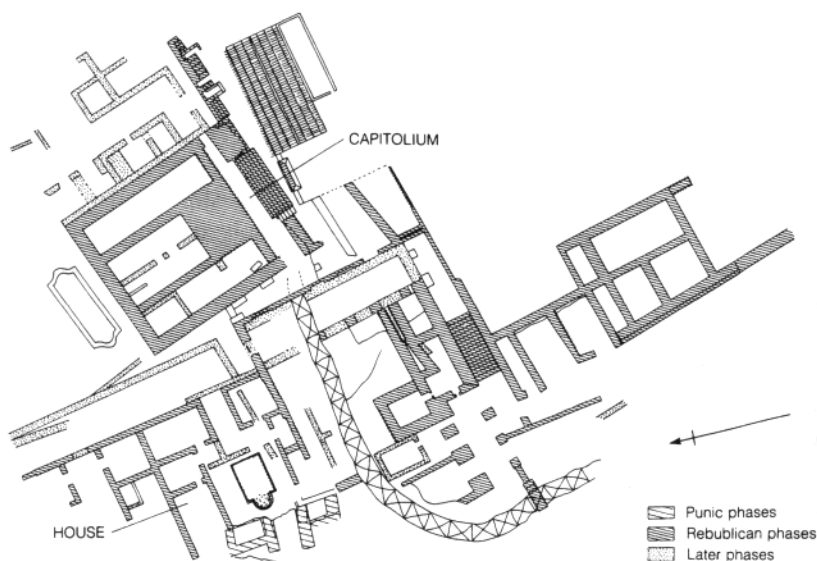 CAPITOLIUM
HOUSE
Punic phases
Rebublican phases
Later phases